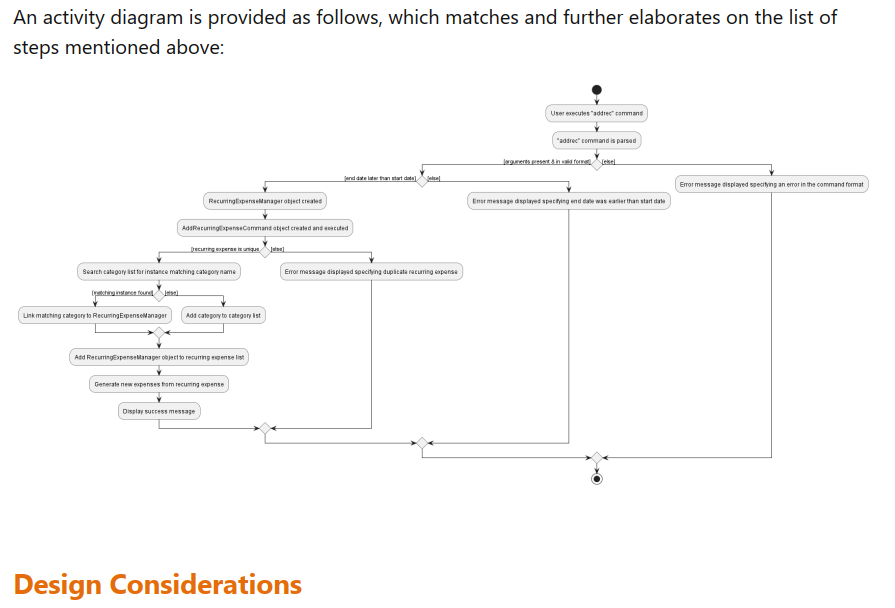 An activity diagram is provided as follows, which matches and further elaborates on the list of
steps mentioned above:
User executes "addrec" command
"addrec" command is parsed
[arguments present & in valid format]
[else]
[end date later than start date]
[else]
Error message displayed specifying an error in the command format
RecurringExpenseManager object created
Error message displayed specifying end date was earlier than start date
AddRecurringExpenseCommand object created and executed
[recurring expense is unique
[else]
Search category list for instance matching category name
Error message displayed specifying duplicate recurring expense
[matching instance found]
[else]
Link matching category to RecurringExpenseManager
Add category to category list
Add RecurringExpenseManager object to recurring expense list
Generate new expenses from recurring expense
Display success message
Design Considerations